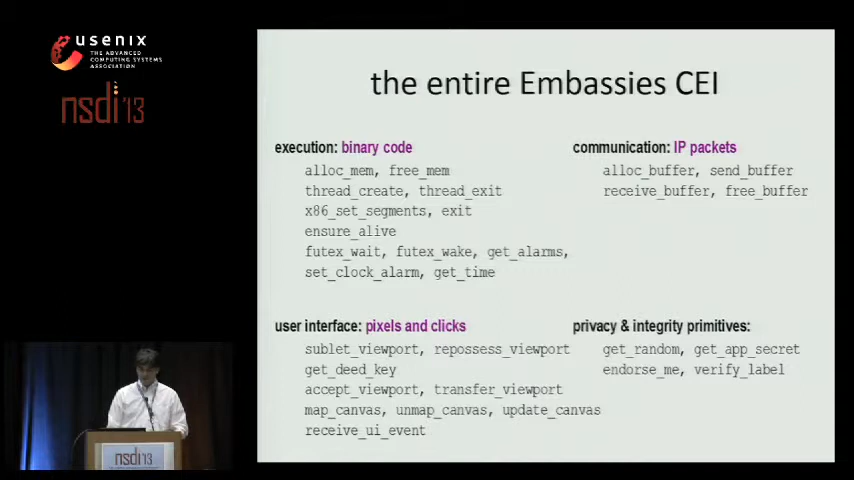 usenix
THE ADVANCED
COMPUTING SYSTEMS
ASSOCIATION
nsdi'13
the entire Embassies CEI
execution: binary code
alloc_mem, free_mem
thread_create, thread_exit
x86_set_segments, exit
ensure_alive
futex_wait, futex_wake, get_alarms,
set_clock_alarm, get_time
communication: IP packets
alloc_buffer, send_buffer
receive_buffer, free_buffer
user interface: pixels and clicks
sublet_viewport, repossess_viewport
get_deed_key
accept_viewport, transfer_viewport
map_canvas, unmap_canvas, update_canvas
receive_ui_event
privacy & integrity primitives:
get_random, get_app_secret
endorse_me, verify_label
nsdi'13